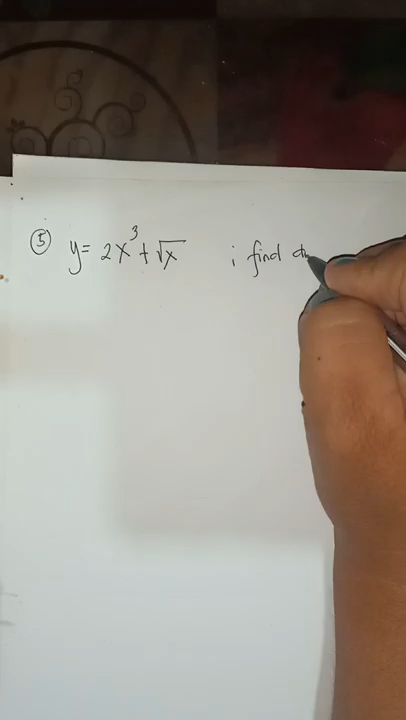 ⑤ y = 2x³ + √x ; find